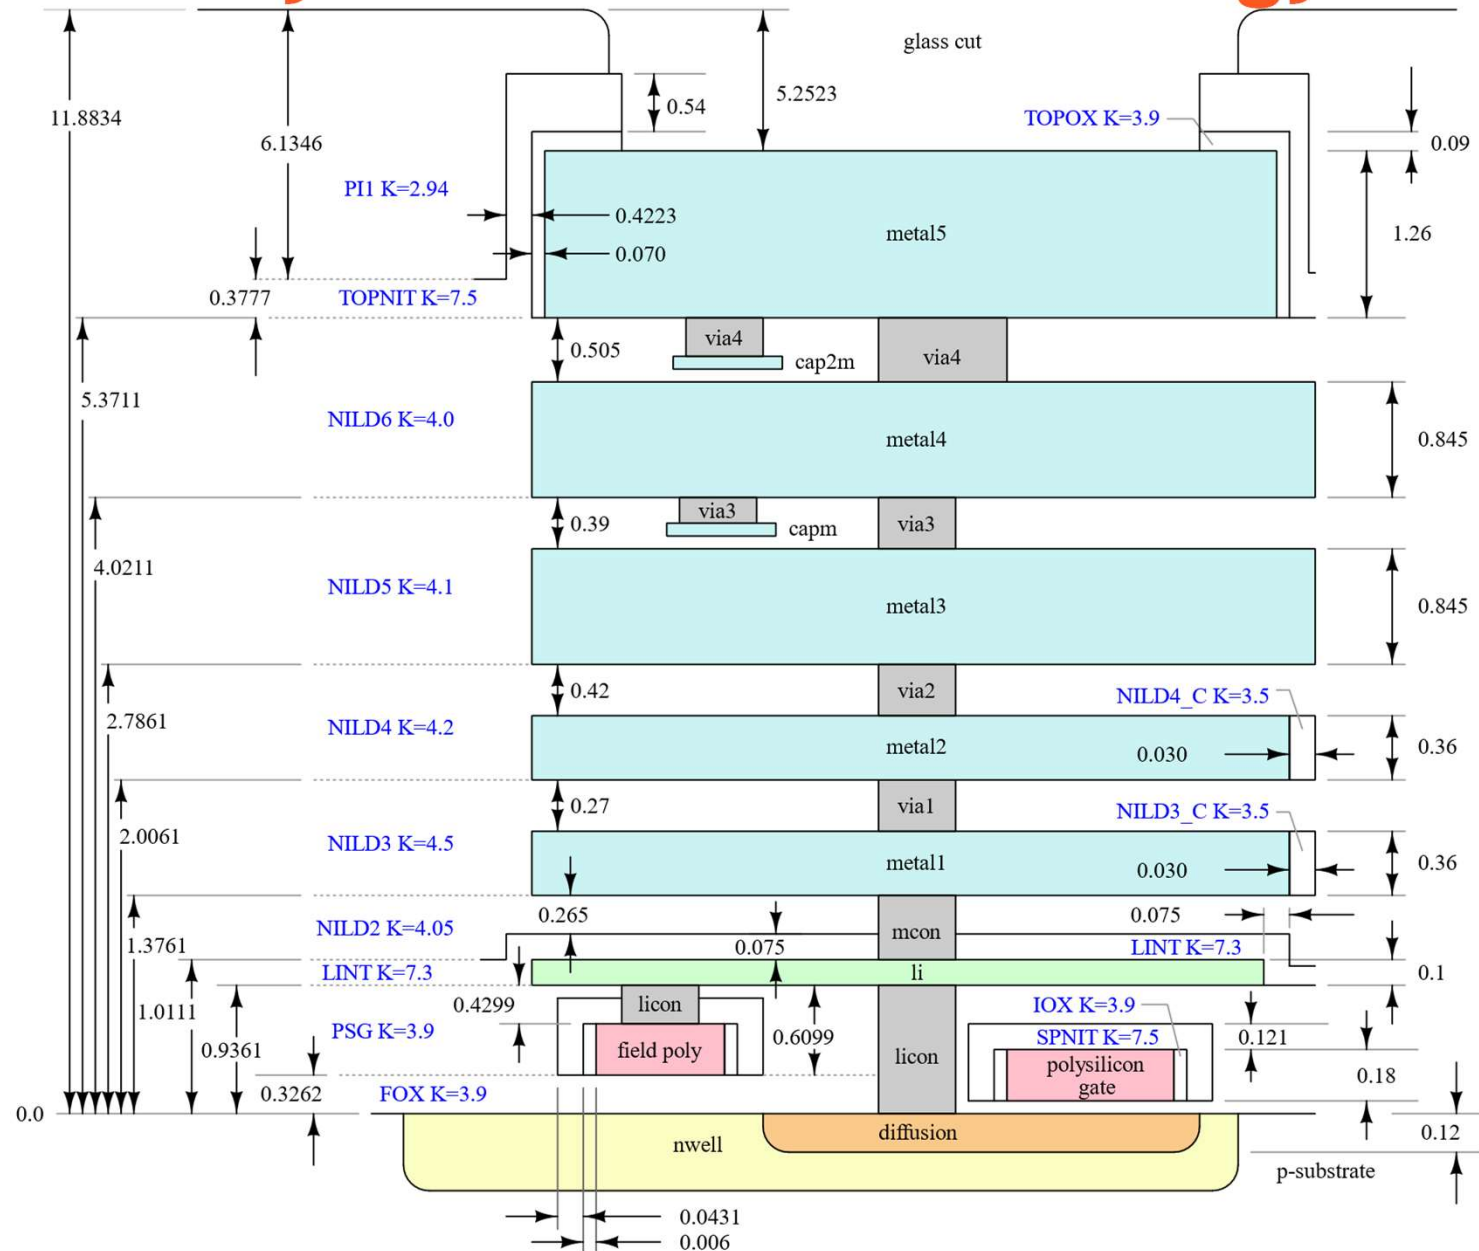 glass cut
11.8834
6.1346
5.2523
0.54
TOPOX K=3.9
0.09
PI1 K=2.94
0.4223
metal5
1.26
0.070
0.3777
TOPNIT K=7.5
0.505
via4
cap2m
via4
5.3711
NILD6 K=4.0
metal4
0.845
0.39
via3
capm
via3
4.0211
NILD5 K=4.1
metal3
0.845
0.42
via2
NILD4_C K=3.5
2.7861
NILD4 K=4.2
metal2
0.030
0.36
0.27
via1
NILD3_C K=3.5
2.0061
NILD3 K=4.5
metal1
0.030
0.36
0.265
0.075
1.3761
NILD2 K=4.05
0.075
mcon
LINT K=7.3
LINT K=7.3
li
0.1
1.0111
0.4299
licon
IOX K=3.9
PSG K=3.9
0.9361
field poly
0.6099
licon
SPNIT K=7.5
0.121
polysilicon
gate
0.18
0.3262
FOX K=3.9
0.0
nwell
diffusion
0.12
p-substrate
0.0431
0.006